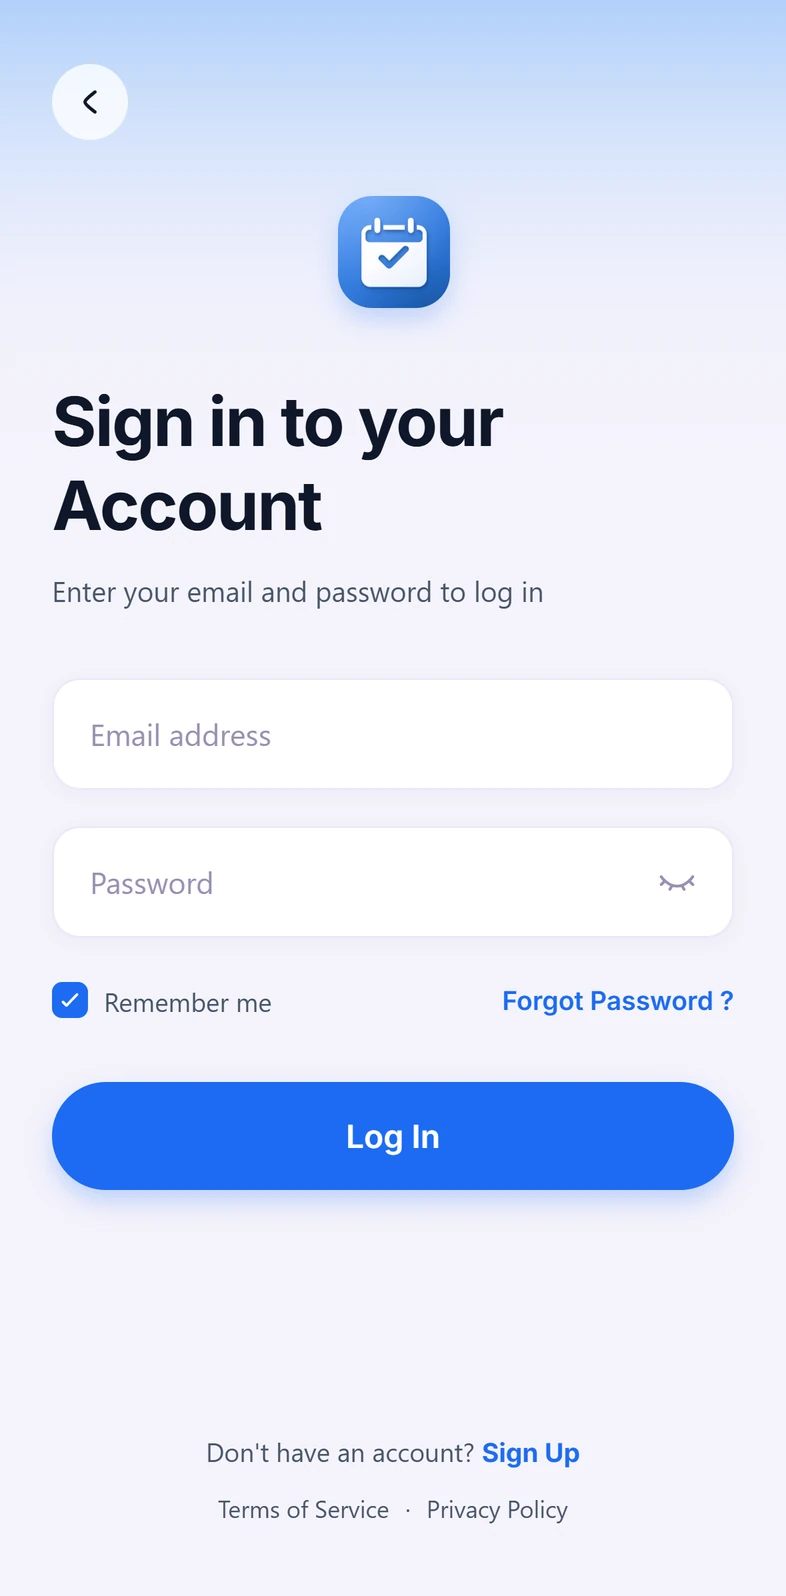 Sign in to your
Account
Enter your email and password to log in
Email address
Password
Remember me
Forgot Password ?
Log In
Don't have an account? Sign Up
Terms of Service · Privacy Policy